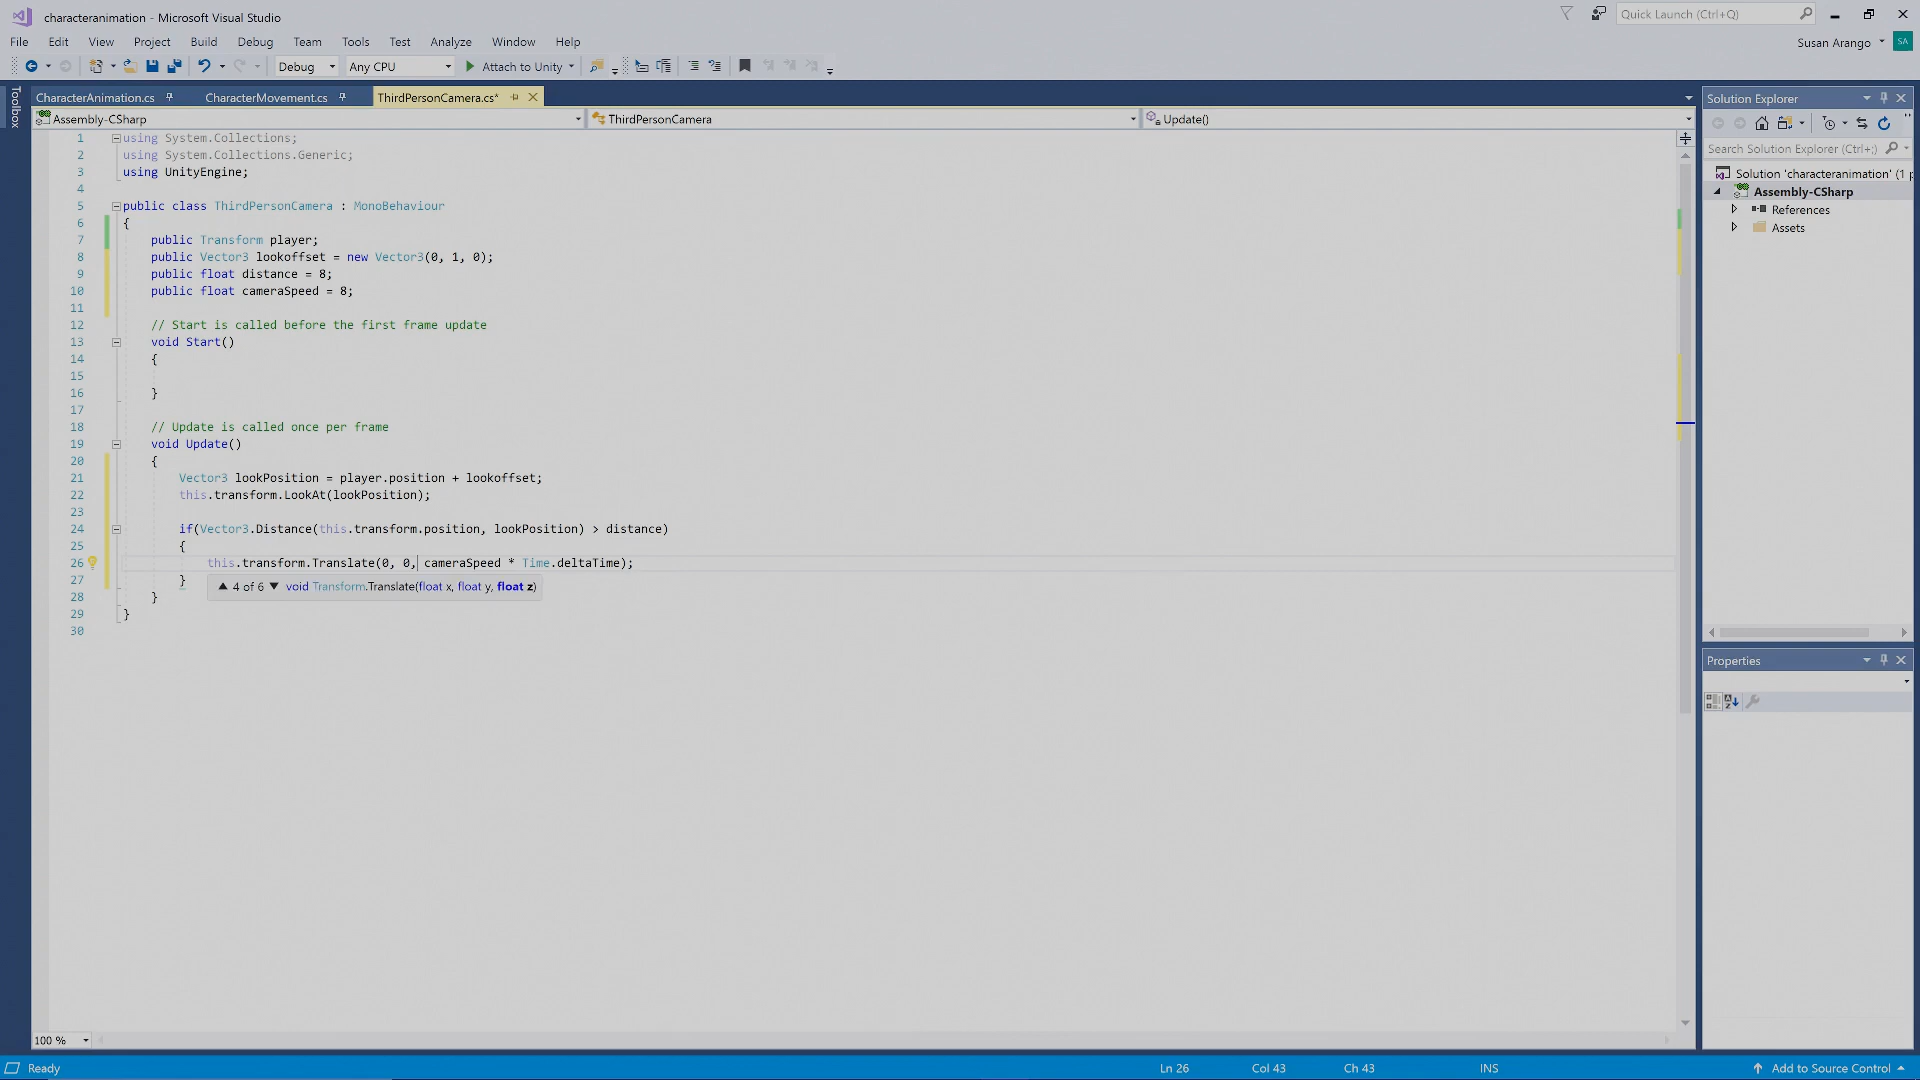 characteranimation - Microsoft Visual Studio
Quick Launch (Ctrl+Q)
File Edit View Project Build Debug Team Tools Test Analyze Window Help
Susan Arango SA
Debug Any CPU Attach to Unity
Toolbox
CharacterAnimation.cs CharacterMovement.cs ThirdPersonCamera.cs*
Assembly-CSharp ThirdPersonCamera Update()
1 using System.Collections;
2 using System.Collections.Generic;
3 using UnityEngine;
4
5 public class ThirdPersonCamera : MonoBehaviour
6 {
7 public Transform player;
8 public Vector3 lookoffset = new Vector3(0, 1, 0);
9 public float distance = 8;
10 public float cameraSpeed = 8;
11
12 // Start is called before the first frame update
13 void Start()
14 {
15
16 }
17
18 // Update is called once per frame
19 void Update()
20 {
21 Vector3 lookPosition = player.position + lookoffset;
22 this.transform.LookAt(lookPosition);
23
24 if(Vector3.Distance(this.transform.position, lookPosition) > distance)
25 {
26 this.transform.Translate(0, 0, cameraSpeed * Time.deltaTime);
27 }
4 of 6 void Transform.Translate(float x, float y, float z)
28 }
29 }
30
Solution Explorer
Search Solution Explorer (Ctrl+;)
Solution 'characteranimation' (1 p
Assembly-CSharp
References
Assets
Properties
100 %
Ready Ln 26 Col 43 Ch 43 INS Add to Source Control